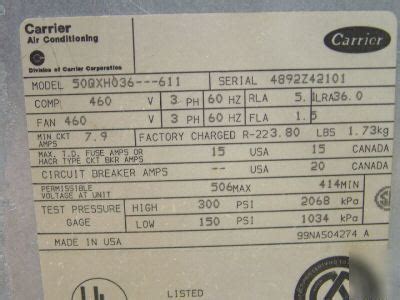 Carrier
Air Conditioning
Division of Carrier Corporation
Carrier
MODEL 50QXH036---611 SERIAL 4892Z42101
COMP 460 V 3 PH 60 HZ RLA 5. LRA36.0
FAN 460 V 3 PH 60 HZ FLA 1.5
MIN CKT AMPS 7.9 FACTORY CHARGED R-22 3.80 LBS 1.73kg
MAX. T.D. FUSE AMPS OR HACR TYPE CKT BKR AMPS 15 USA 15 CANADA
CIRCUIT BREAKER AMPS -- USA 20 CANADA
PERMISSIBLE VOLTAGE AT UNIT 506MAX 414MIN
TEST PRESSURE GAGE HIGH 300 PSI 2068 kPa
LOW 150 PSI 1034 kPa
MADE IN USA 99NA504274 A
LISTED